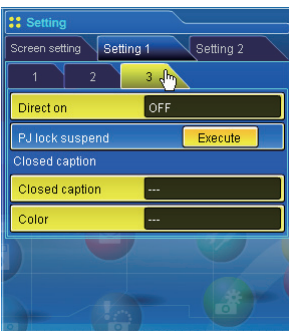 Setting
Screen setting Setting 1 Setting 2
1 2 3
Direct on OFF
PJ lock suspend Execute
Closed caption
Closed caption ---
Color ---